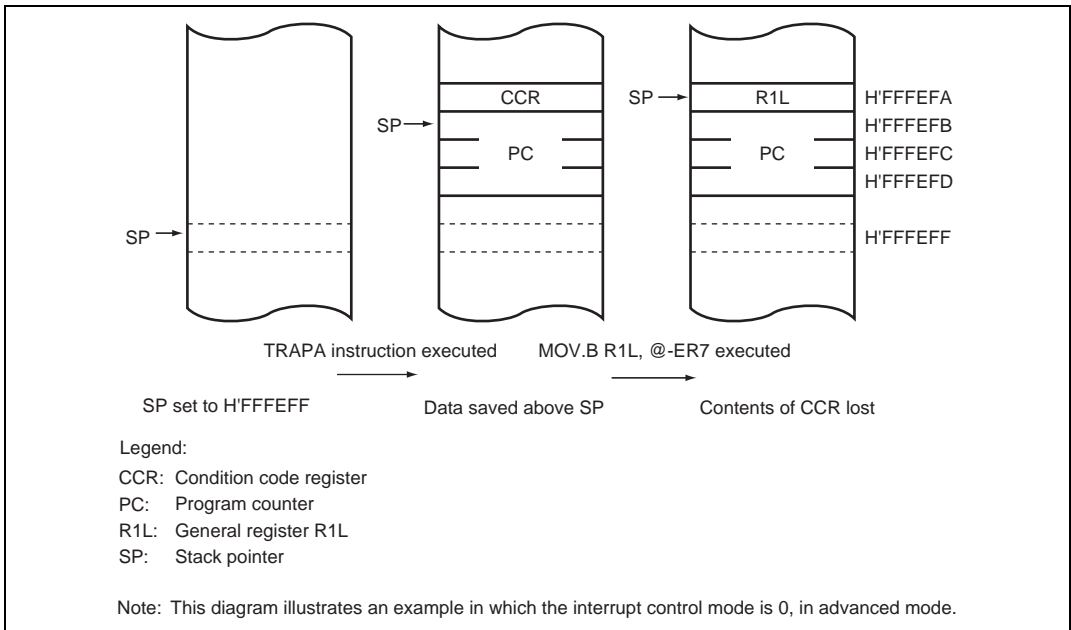 CCR
SP
R1L
H'FFFEFA
SP
H'FFFEFB
PC
PC
H'FFFEFC
H'FFFEFD
SP
H'FFFEFF
TRAPA instruction executed
MOV.B R1L, @-ER7 executed
SP set to H'FFFEFF
Data saved above SP
Contents of CCR lost
Legend:
CCR: Condition code register
PC: Program counter
R1L: General register R1L
SP: Stack pointer
Note: This diagram illustrates an example in which the interrupt control mode is 0, in advanced mode.